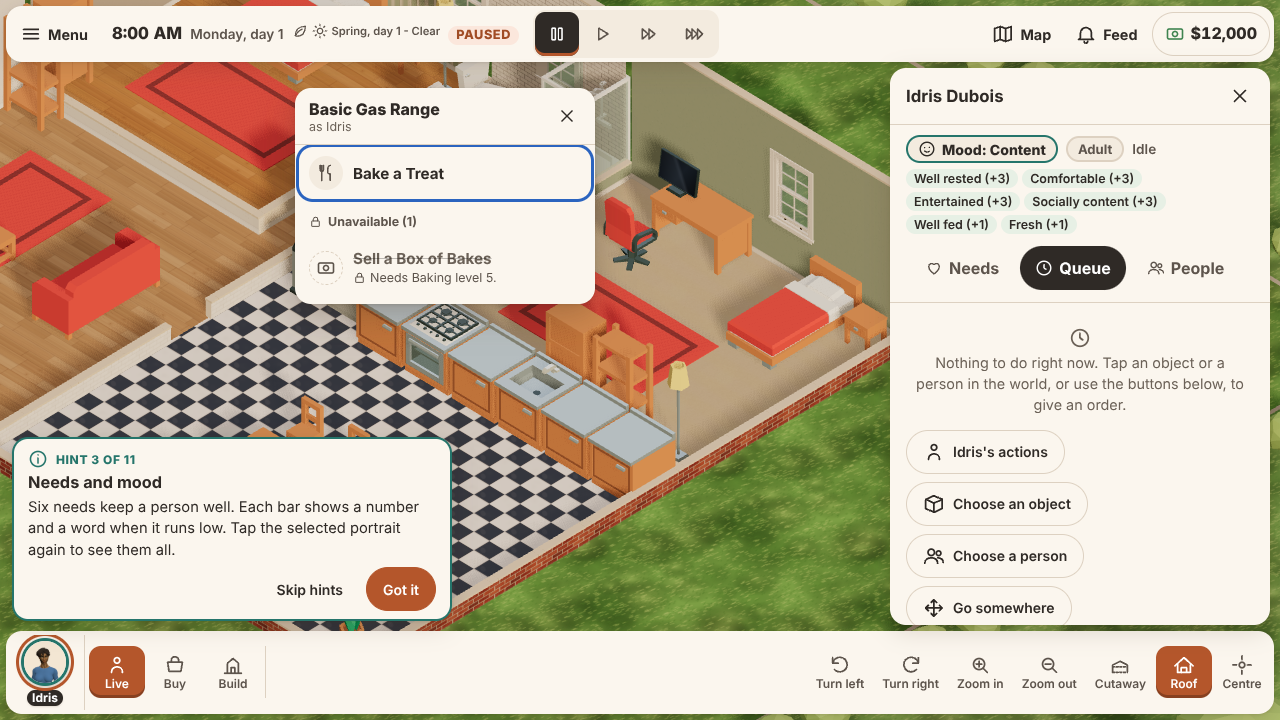 Menu
8:00 AM Monday, day 1 Spring, day 1 - Clear PAUSED
Map
Feed
$12,000
Basic Gas Range
as Idris
Bake a Treat
Unavailable (1)
Sell a Box of Bakes
Needs Baking level 5.
Idris Dubois
Mood: Content Adult Idle
Well rested (+3) Comfortable (+3)
Entertained (+3) Socially content (+3)
Well fed (+1) Fresh (+1)
Needs Queue People
Nothing to do right now. Tap an object or a
person in the world, or use the buttons below, to
give an order.
Idris's actions
Choose an object
Choose a person
Go somewhere
HINT 3 OF 11
Needs and mood
Six needs keep a person well. Each bar shows a number
and a word when it runs low. Tap the selected portrait
again to see them all.
Skip hints Got it
Idris
Live Buy Build
Turn left Turn right Zoom in Zoom out Cutaway Roof Centre